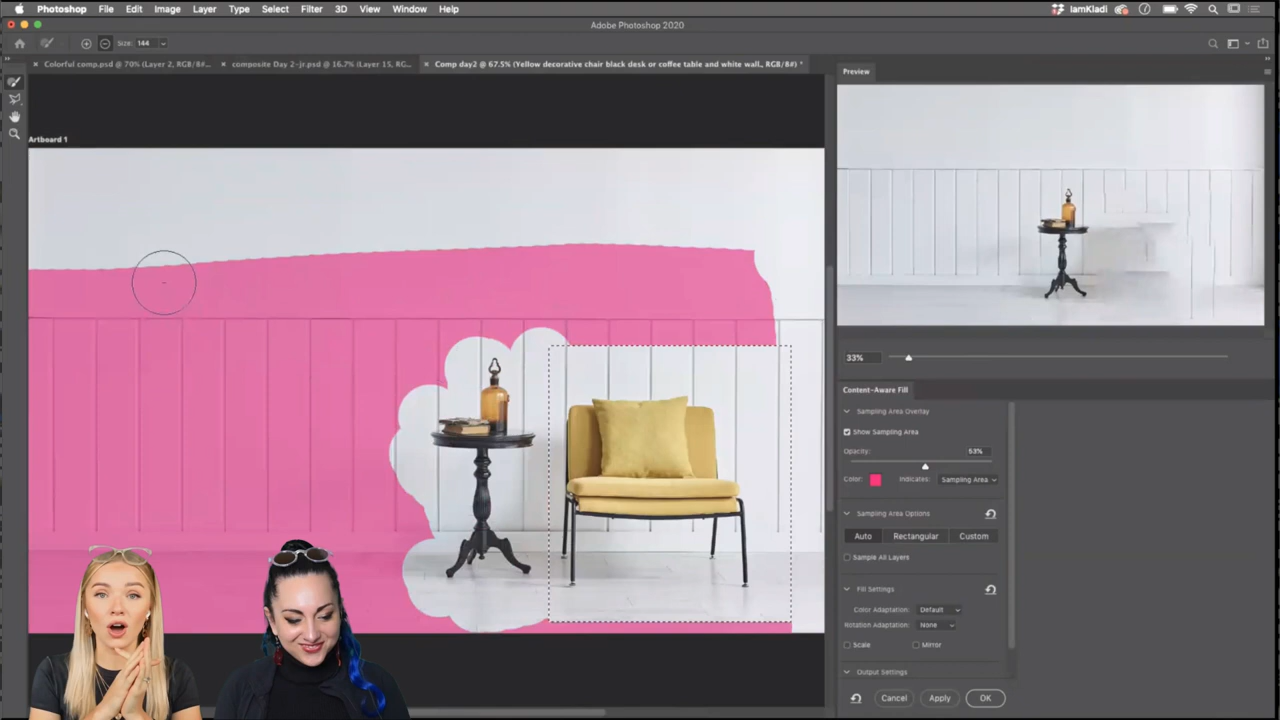 Photoshop File Edit Image Layer Type Select Filter 3D View Window Help IamKladi
Adobe Photoshop 2020
Size: 144
Colorful comp.psd @ 70% (Layer 2, RGB/8#)... composite Day 2-jr.psd @ 16.7% (Layer 15, RG... Comp day2 @ 67.5% (Yellow decorative chair black desk or coffee table and white wall., RGB/8#) *
Preview
Artboard 1
33%
Content-Aware Fill
Sampling Area Overlay
Show Sampling Area
Opacity: 53%
Color: Indicates: Sampling Area
Sampling Area Options
Auto Rectangular Custom
Sample All Layers
Fill Settings
Color Adaptation: Default
Rotation Adaptation: None
Scale Mirror
Output Settings
Cancel Apply OK